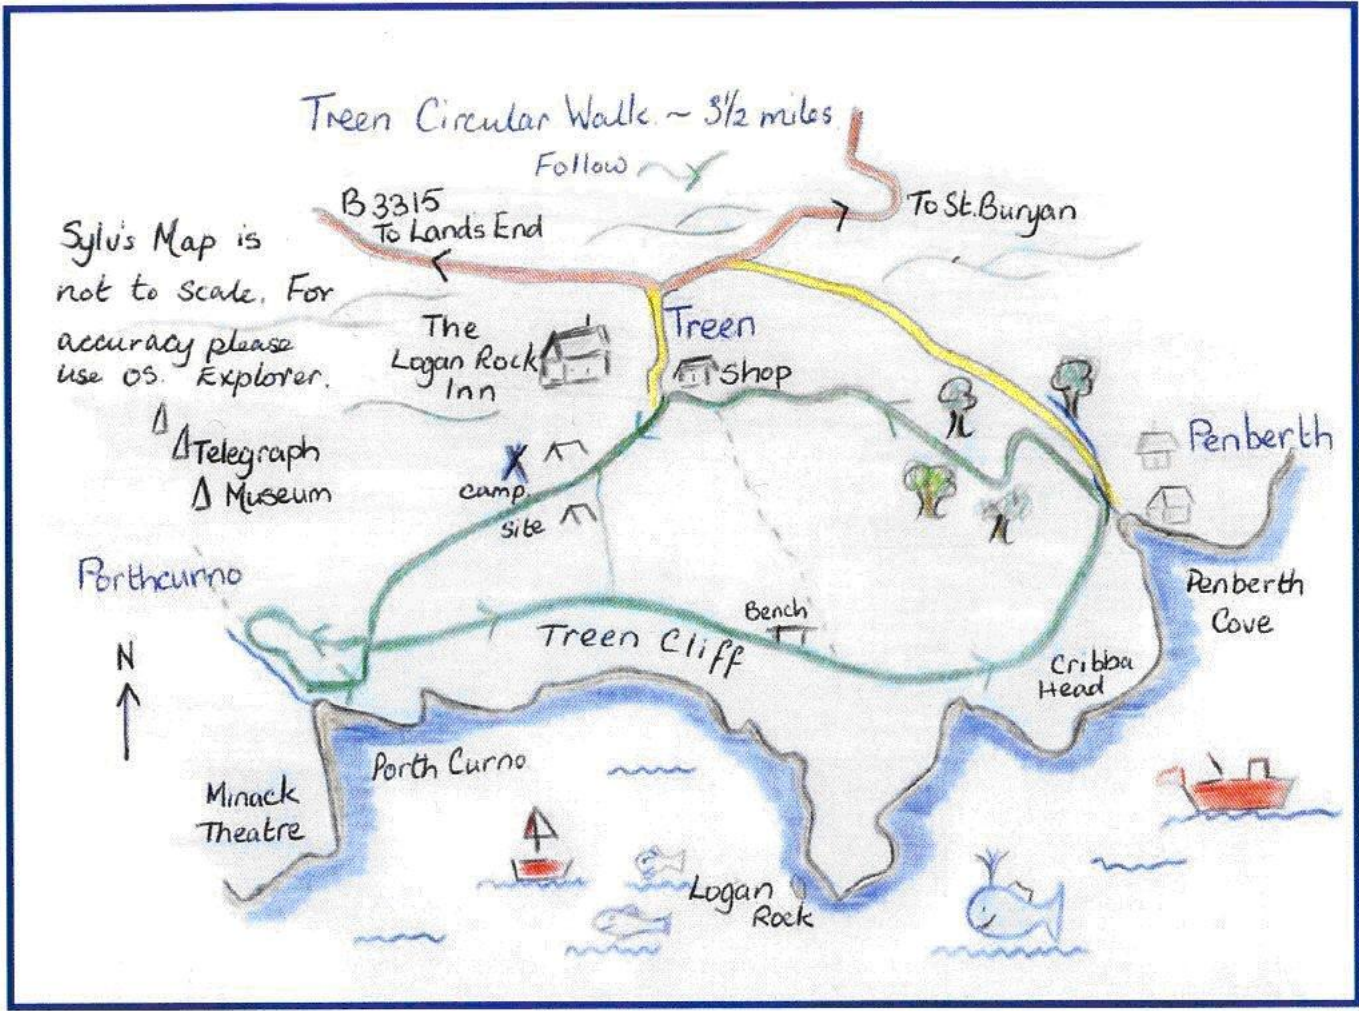 Treen Circular Walk ~ 3½ miles
Follow
B3315
To Lands End
To St. Buryan
Sylv's Map is
not to scale. For
accuracy please
use OS. Explorer.
The
Logan Rock
Inn
Treen
Shop
Telegraph
Museum
Camp
Site
Penberth
Porthcurno
Penberth
Cove
Bench
Treen Cliff
Cribba
Head
N
Porth Curno
Minack
Theatre
Logan
Rock